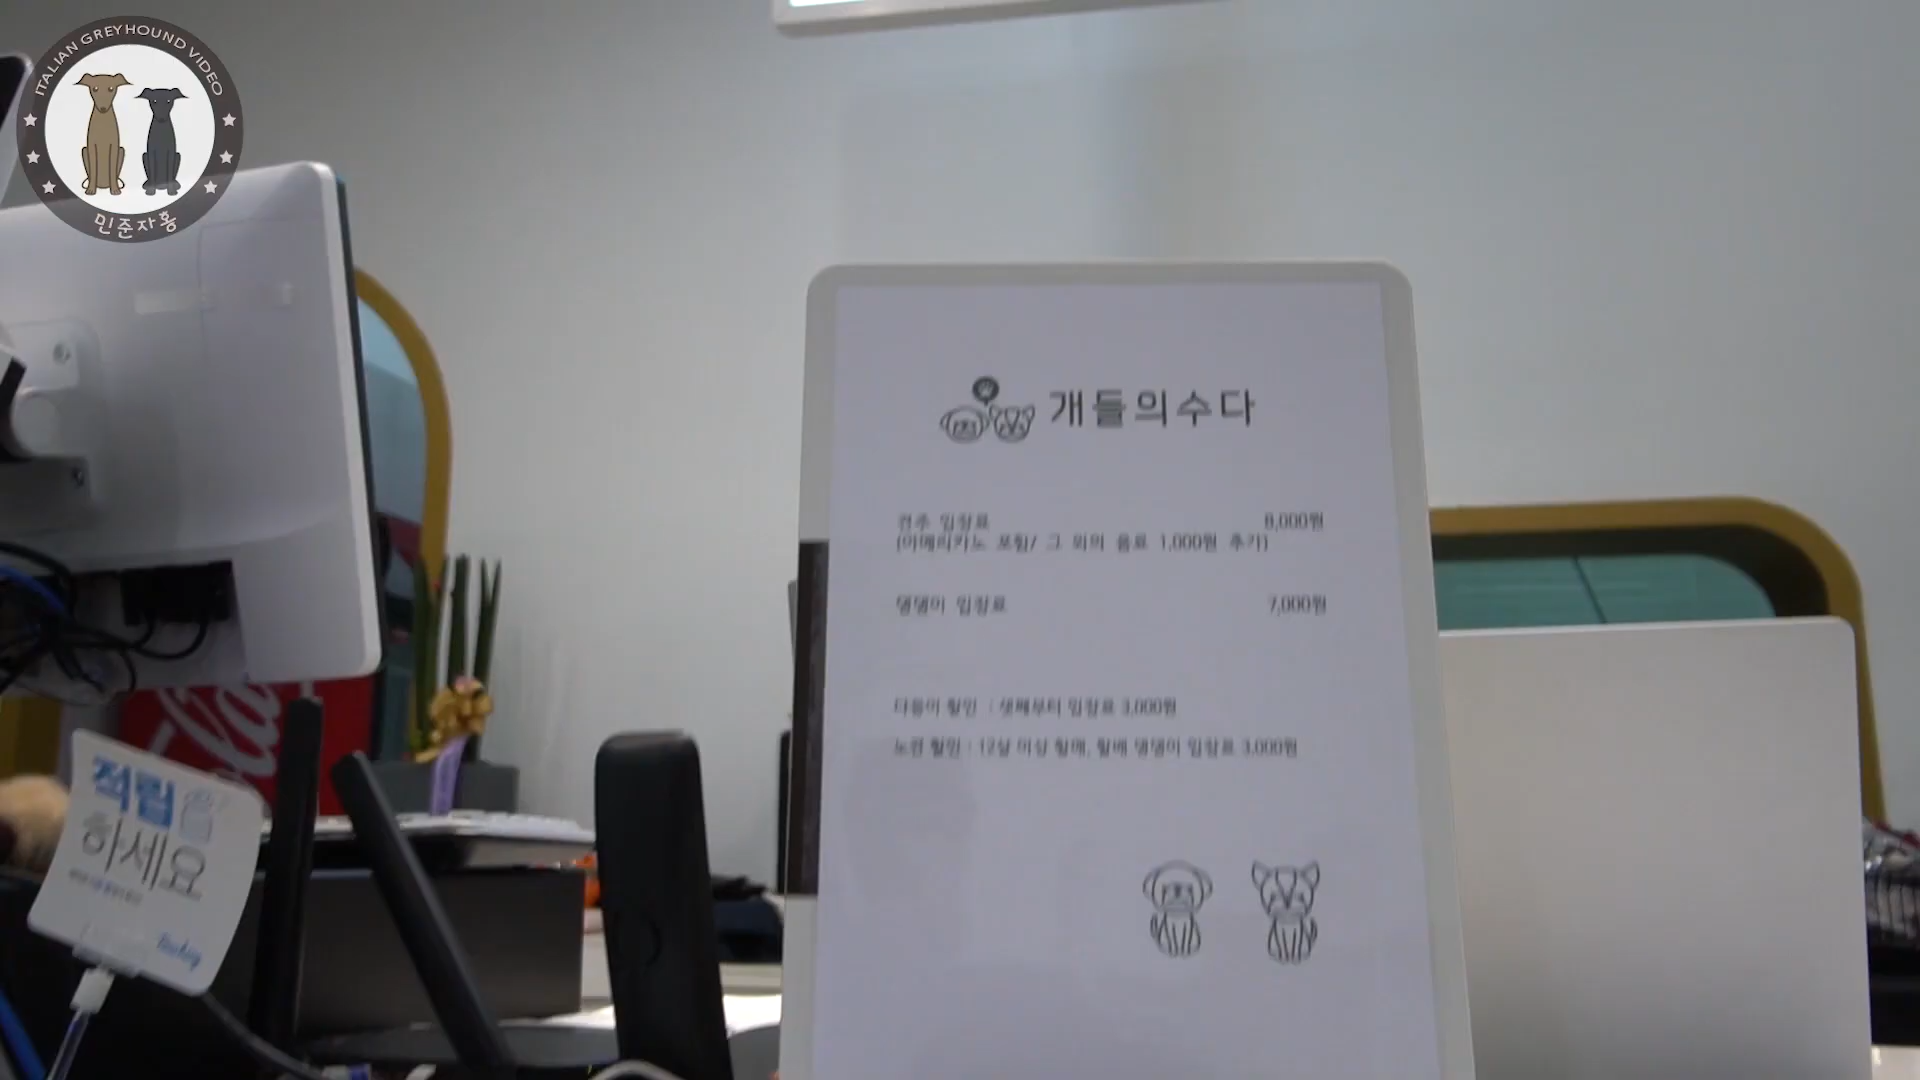 ITALIAN GREYHOUND VIDEO
민준자홍
개들의수다
견주 입장료 8,000원
(아메리카노 포함/ 그 외의 음료 1,000원 추가)
댕댕이 입장료 7,000원
다둥이 할인 : 셋째부터 입장료 3,000원
노견 할인 : 12살 이상 할매, 할배 댕댕이 입장료 3,000원
적립을
하세요